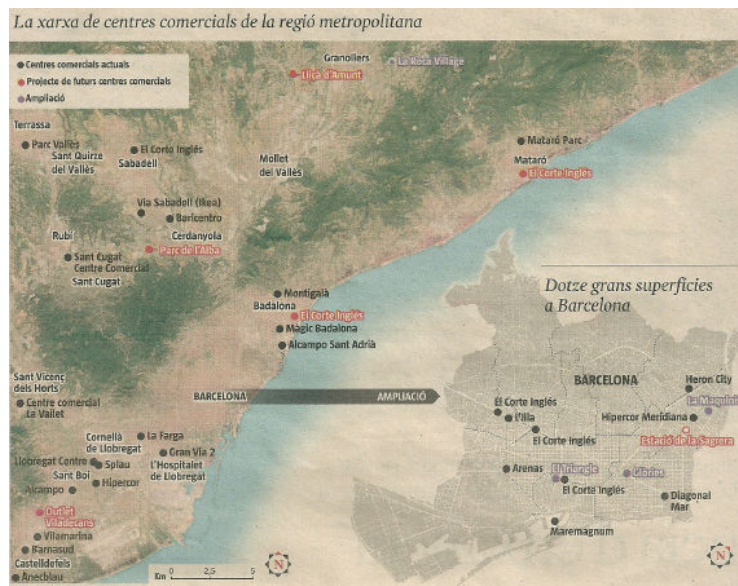 La xarxa de centres comercials de la regió metropolitana
Centres comercials actuals
Projecte de futurs centres comercials
Ampliació
Granollers
Lliçà d'Amunt
La Roca Village
Terrassa
Parc Vallès
Sant Quirze
del Vallès
El Corte Inglés
Sabadell
Mollet
del Vallès
Mataró Parc
Mataró
El Corte Inglés
Via Sabadell (Ikea)
Baricentro
Rubí
Cerdanyola
Parc de l'Alba
Sant Cugat
Centre Comercial
Sant Cugat
Montigalà
Badalona
El Corte Inglés
Màgic Badalona
Alcampo Sant Adrià
Dotze grans superfícies
a Barcelona
Sant Vicenç
dels Horts
Centre comercial
La Vallet
BARCELONA
AMPLIACIÓ
BARCELONA
Heron City
La Maquini
El Corte Inglés
L'illa
Hipercor Meridiana
El Corte Inglés
Estació de la Sagrera
Cornellà
de Llobregat
La Farga
Gran Via 2
L'Hospitalet
de Llobregat
Llobregat Centre
Splau
Sant Boi
Hipercor
Alcampo
Arenas
El Triangle
Glòries
El Corte Inglés
Diagonal
Mar
Maremagnum
Outlet
Viladecans
Vilamarina
Barnasud
Castelldefels
Ànecblau
Km 0 2,5 5
N
N